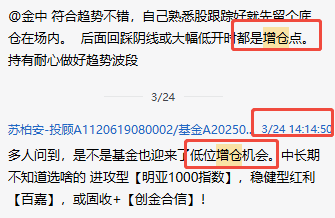 @金中 符合趋势不错，自己熟悉股跟踪好就先留个底
仓在场内。 后面回踩阴线或大幅低开时都是增仓点。
持有耐心做好趋势波段
3/24
苏柏安-投顾A1120619080002/基金A20250... 3/24 14:14:50
多人问到，是不是基金也迎来了低位增仓机会。中长期
不知道选啥的 进攻型【明亚1000指数】，稳健型红利
【百嘉】，或固收+【创金合信】！